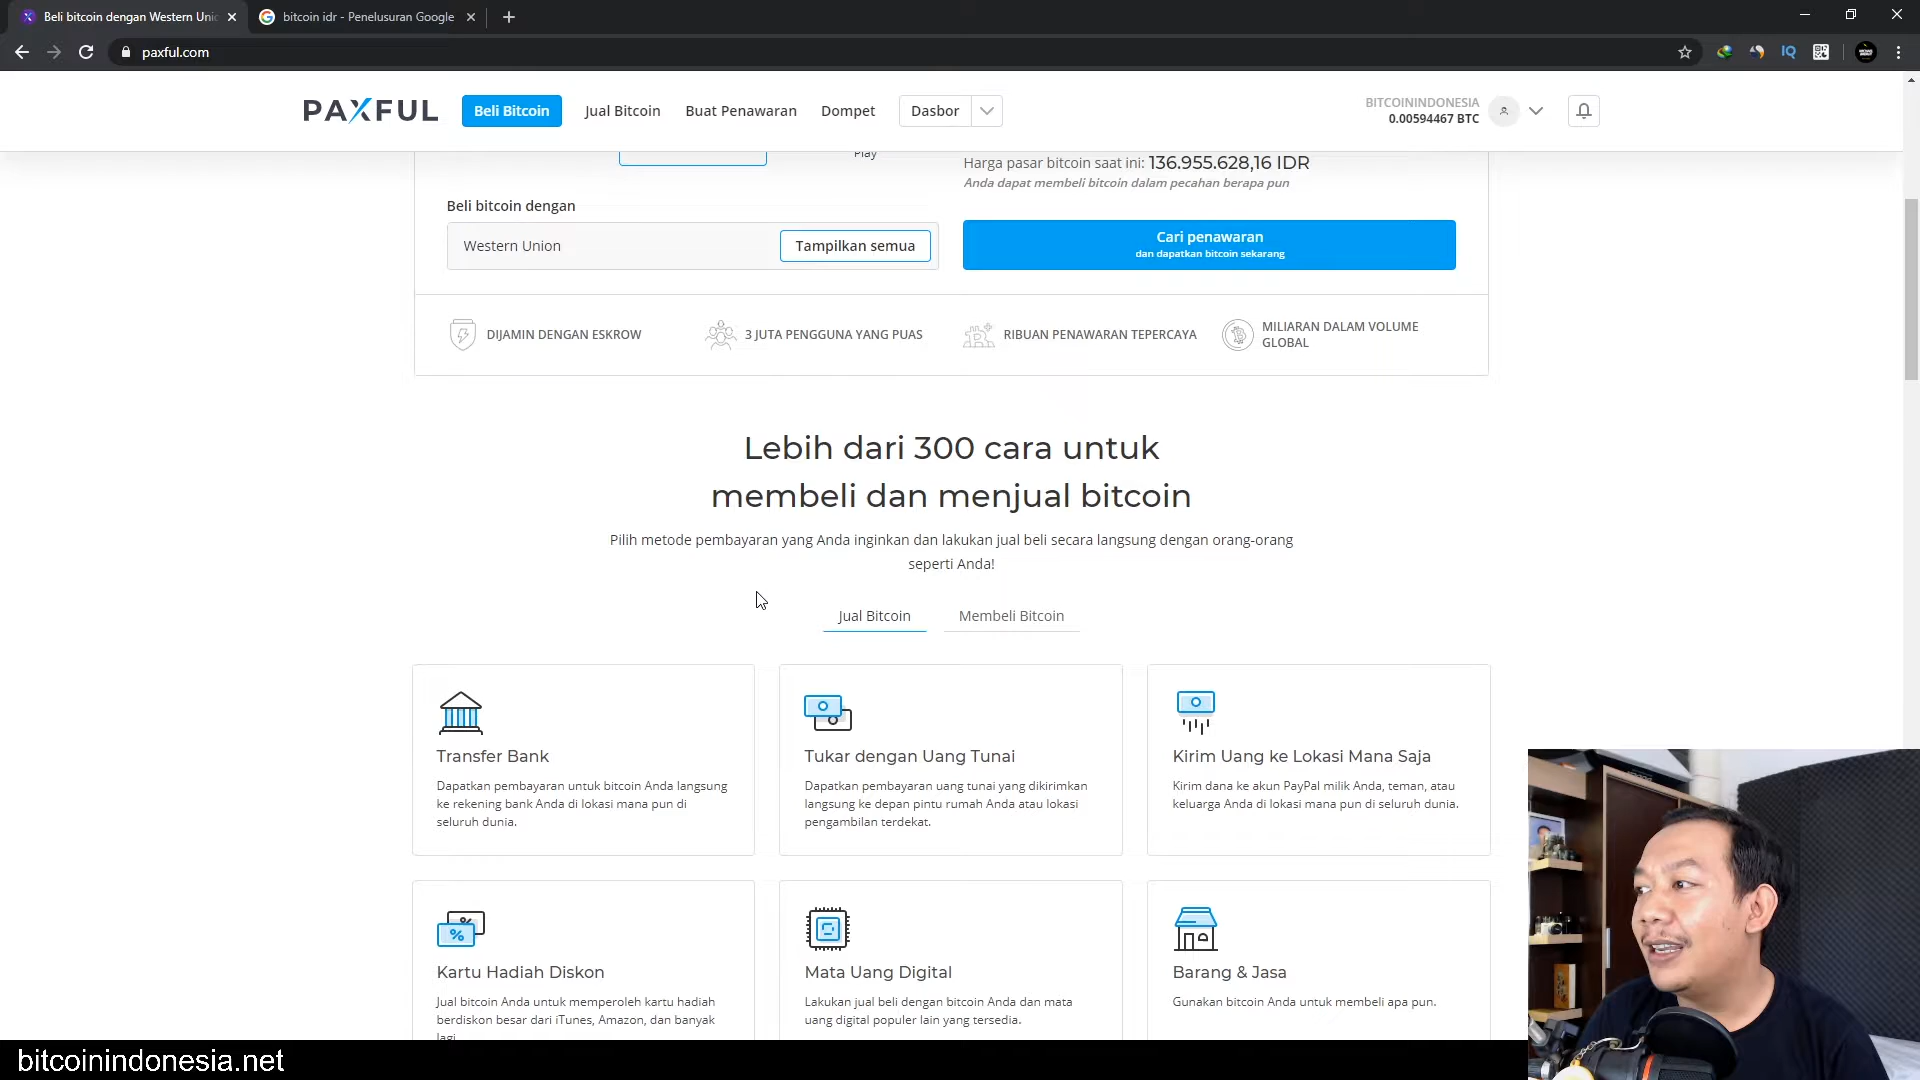 Beli bitcoin dengan Western Unio
bitcoin idr - Penelusuran Google
paxful.com
IQ
PAXFUL
Beli Bitcoin
Jual Bitcoin
Buat Penawaran
Dompet
Dasbor
BITCOININDONESIA
0.00594467 BTC
Play
Harga pasar bitcoin saat ini: 136.955.628,16 IDR
Anda dapat membeli bitcoin dalam pecahan berapa pun
Beli bitcoin dengan
Western Union
Tampilkan semua
Cari penawaran
dan dapatkan bitcoin sekarang
DIJAMIN DENGAN ESKROW
3 JUTA PENGGUNA YANG PUAS
RIBUAN PENAWARAN TEPERCAYA
MILIARAN DALAM VOLUME
GLOBAL
Lebih dari 300 cara untuk
membeli dan menjual bitcoin
Pilih metode pembayaran yang Anda inginkan dan lakukan jual beli secara langsung dengan orang-orang
seperti Anda!
Jual Bitcoin
Membeli Bitcoin
Transfer Bank
Dapatkan pembayaran untuk bitcoin Anda langsung
ke rekening bank Anda di lokasi mana pun di
seluruh dunia.
Tukar dengan Uang Tunai
Dapatkan pembayaran uang tunai yang dikirimkan
langsung ke depan pintu rumah Anda atau lokasi
pengambilan terdekat.
Kirim Uang ke Lokasi Mana Saja
Kirim dana ke akun PayPal milik Anda, teman, atau
keluarga Anda di lokasi mana pun di seluruh dunia.
Kartu Hadiah Diskon
Jual bitcoin Anda untuk memperoleh kartu hadiah
berdiskon besar dari iTunes, Amazon, dan banyak
lagi.
Mata Uang Digital
Lakukan jual beli dengan bitcoin Anda dan mata
uang digital populer lain yang tersedia.
Barang & Jasa
Gunakan bitcoin Anda untuk membeli apa pun.
bitcoinindonesia.net